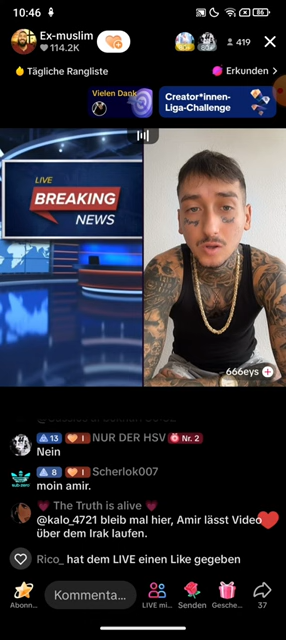 10:46
86
Ex-muslim
114.2K
419
Tägliche Rangliste
Erkunden
Vielen Dank
Creator*innen-
Liga-Challenge
LIVE
BREAKING
NEWS
666eys
13
I
NUR DER HSV
Nr. 2
Nein
8
I
Scherlok007
moin amir.
The Truth is alive
@kalo_4721 bleib mal hier, Amir lässt Video
über dem Irak laufen.
Rico_ hat dem LIVE einen Like gegeben
Abonn...
Kommenta...
LIVE mi...
Senden
Gesche...
37